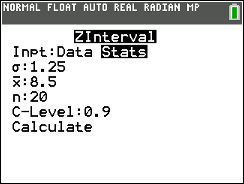 NORMAL FLOAT AUTO REAL RADIAN MP
ZInterval
Inpt:Data Stats
σ:1.25
x̄:8.5
n:20
C-Level:0.9
Calculate